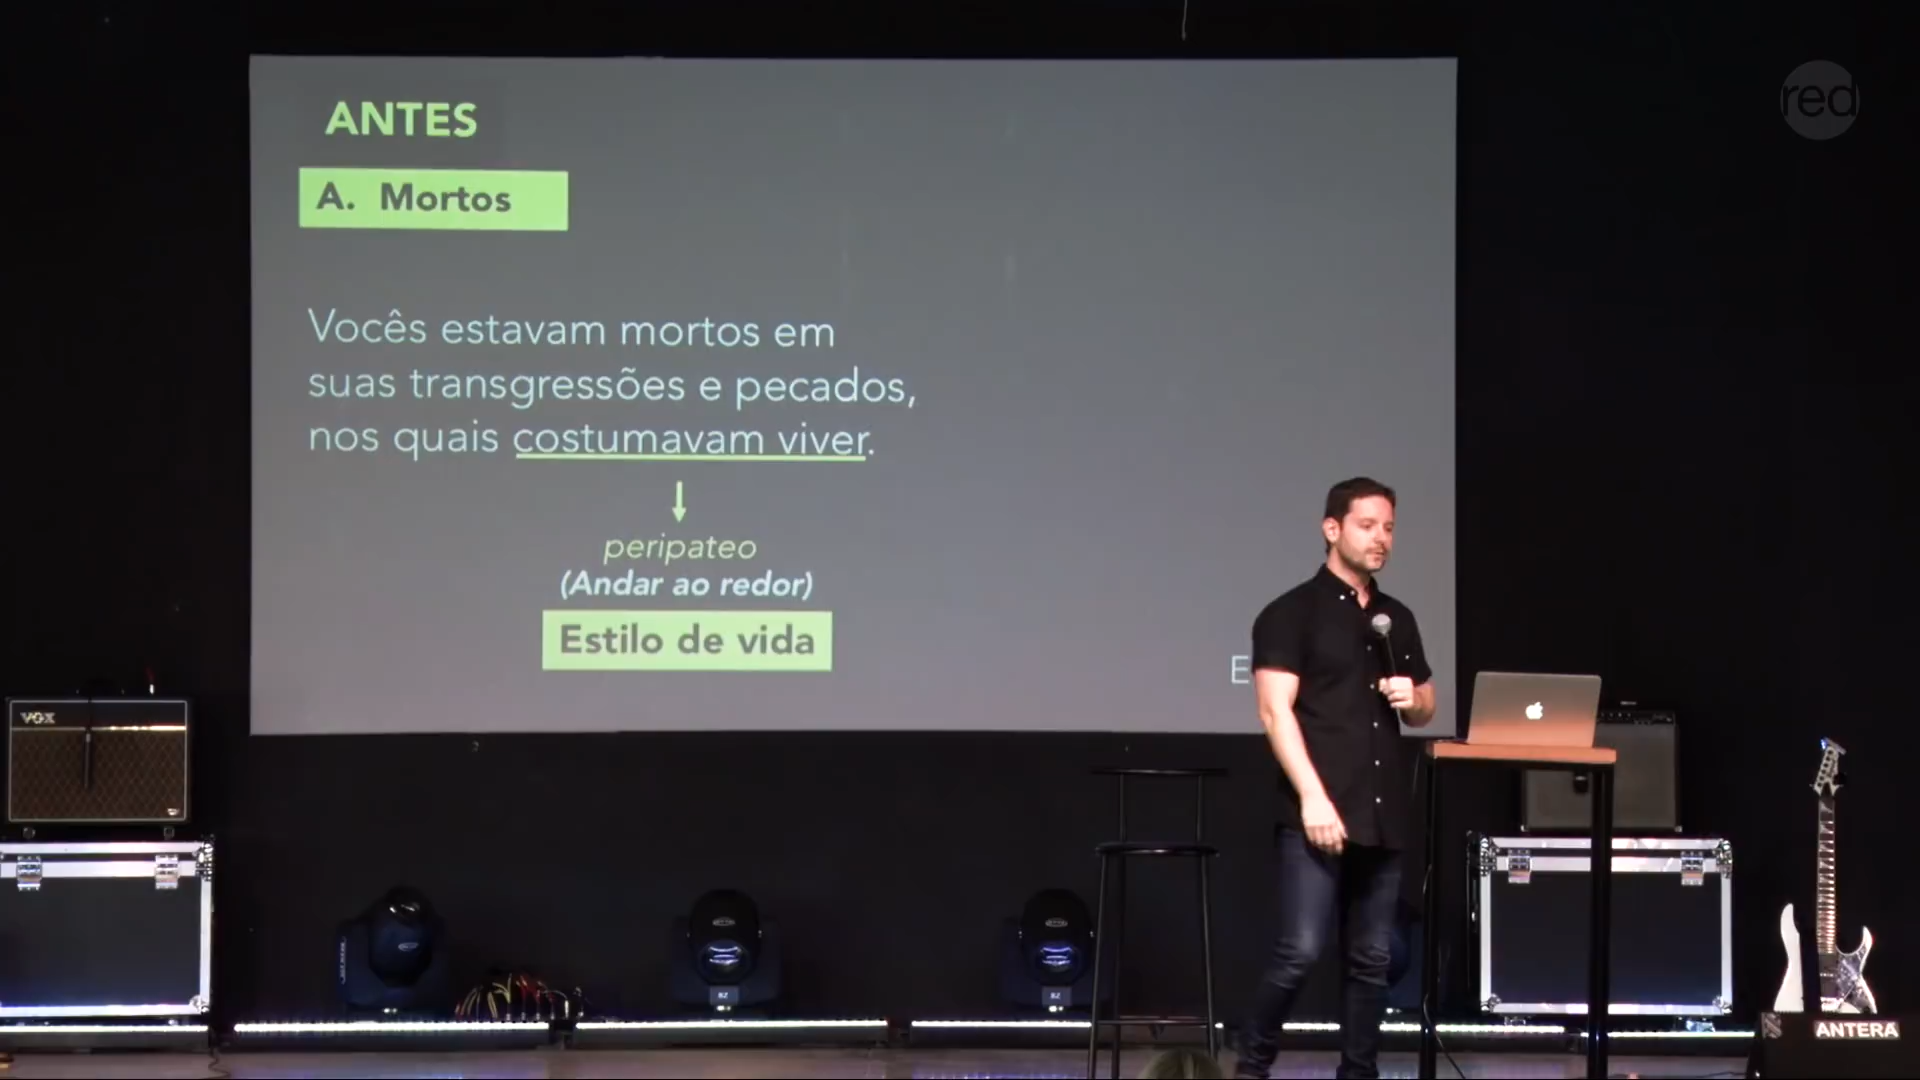 ANTES
A. Mortos
Vocês estavam mortos em
suas transgressões e pecados,
nos quais costumavam viver.
peripateo
(Andar ao redor)
Estilo de vida
E
red
VOX
ANTERA